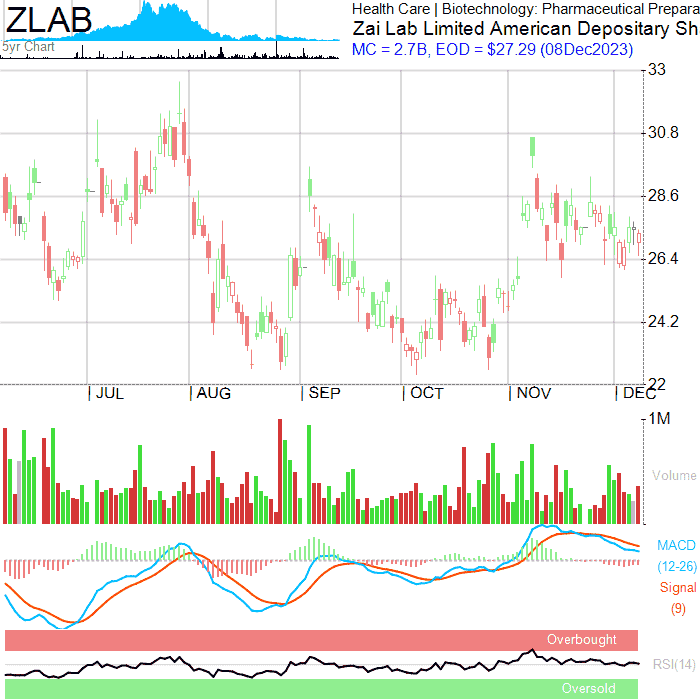 ZLAB
Health Care | Biotechnology: Pharmaceutical Prepara
Zai Lab Limited American Depositary Sh
MC = 2.7B, EOD = $27.29 (08Dec2023)
5yr Chart
33
30.8
28.6
26.4
24.2
22
JUL AUG SEP OCT NOV DEC
1M
Volume
MACD
(12-26)
Signal
(9)
Overbought
RSI(14)
Oversold